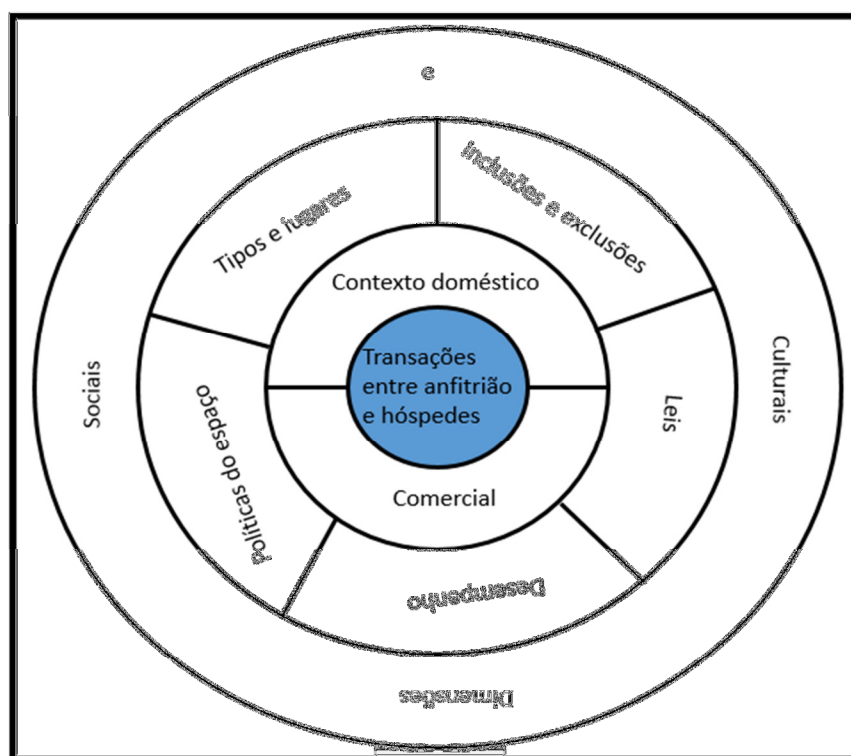 e
Tipos e lugares
inclusões e exclusões
Contexto doméstico
Transações
entre anfitrião
e hóspedes
Sociais
Culturais
Políticas do espaço
Leis
Comercial
Desempenho
Dimensões